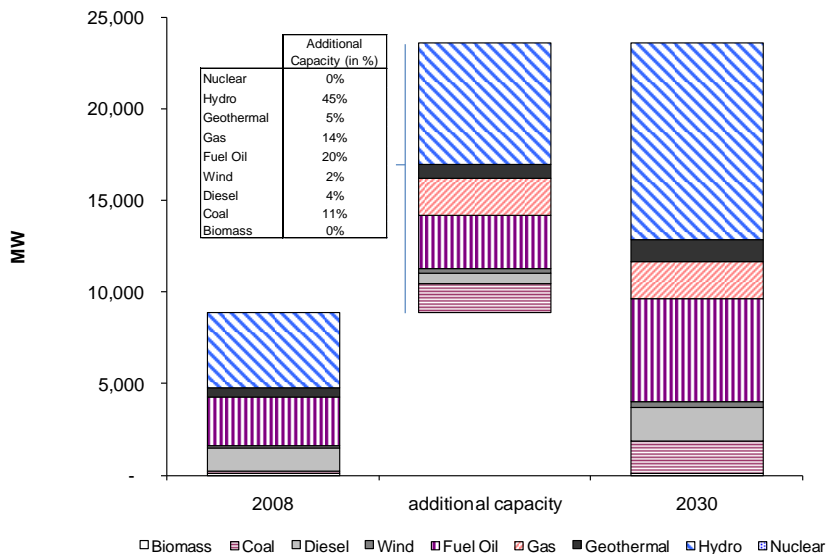 25,000
20,000
15,000
10,000
5,000
-
MW
Additional
Capacity (in %)
Nuclear 0%
Hydro 45%
Geothermal 5%
Gas 14%
Fuel Oil 20%
Wind 2%
Diesel 4%
Coal 11%
Biomass 0%
2008 additional capacity 2030
Biomass Coal Diesel Wind Fuel Oil Gas Geothermal Hydro Nuclear